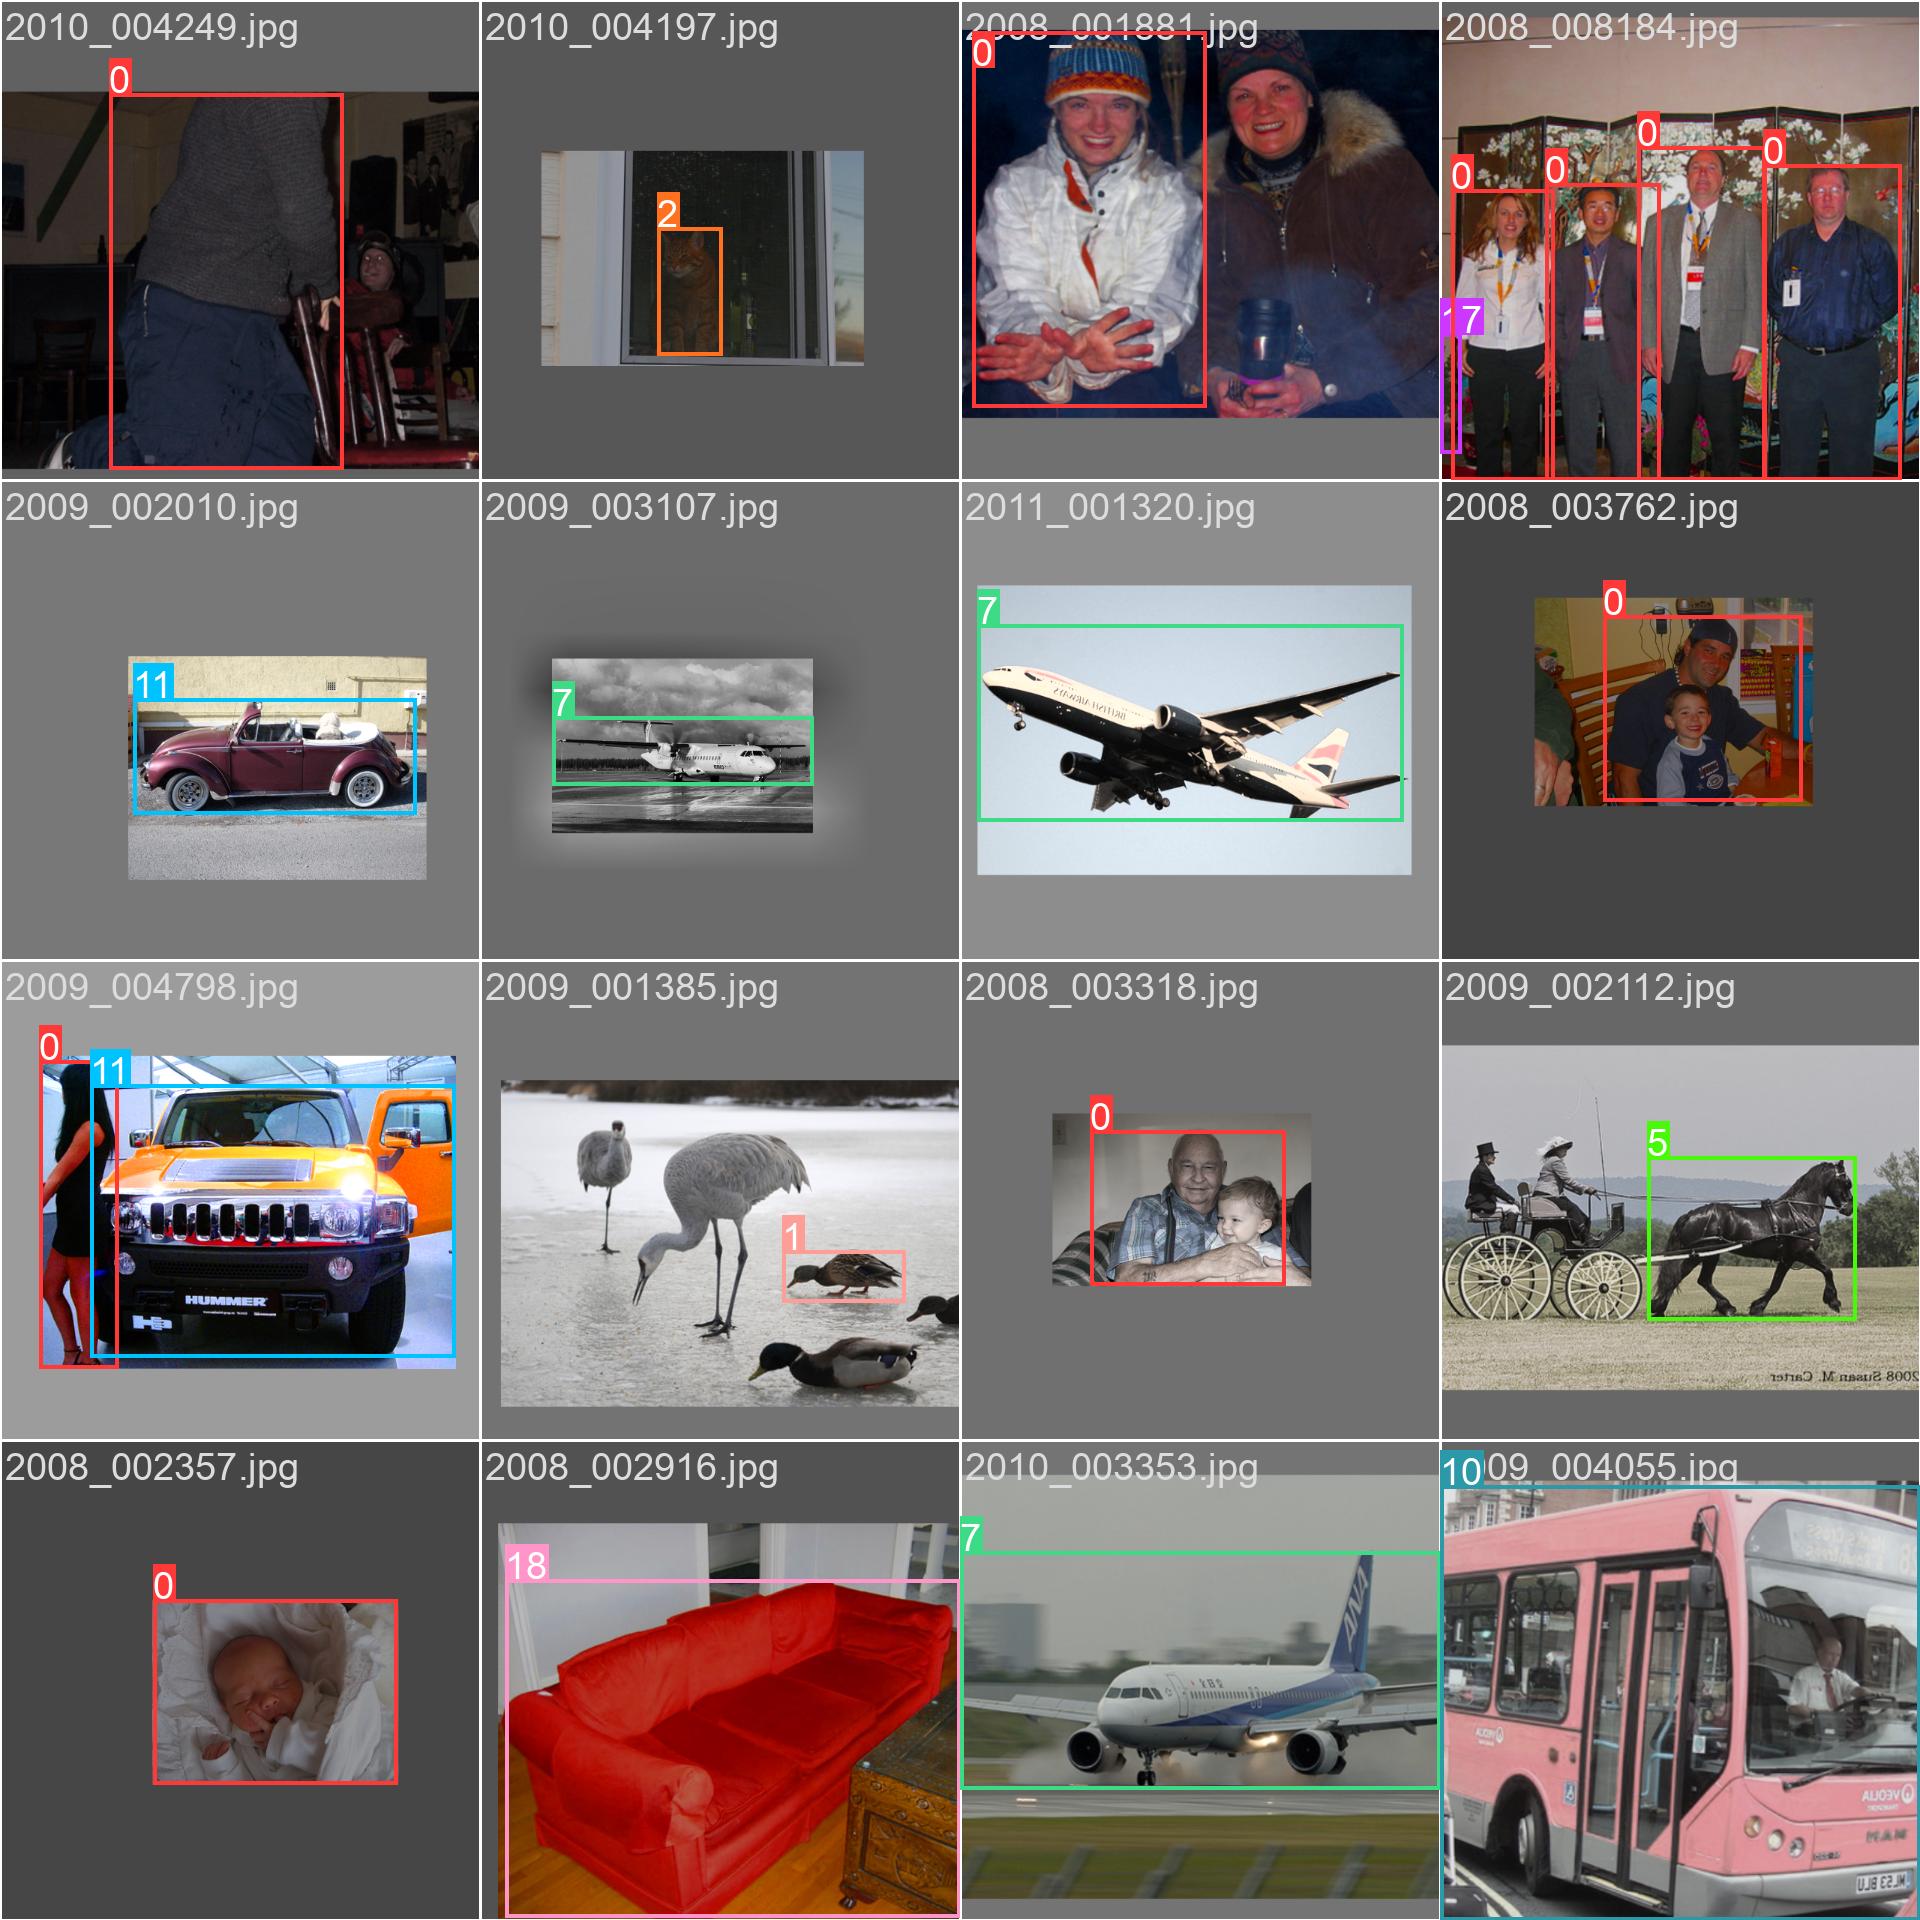 2010_004249.jpg
0
2010_004197.jpg
2
2008_001881.jpg
0
2008_008184.jpg
0
0
0
0
17
2009_002010.jpg
11
2009_003107.jpg
7
2011_001320.jpg
7
BRITISH AIRWAYS
2008_003762.jpg
0
2009_004798.jpg
0
11
HUMMER
H3
2009_001385.jpg
1
2008_003318.jpg
0
2009_002112.jpg
5
2008 Susan M. Carter
2008_002357.jpg
0
2008_002916.jpg
18
2010_003353.jpg
7
ANA
10
09_004055.jpg
VEOLIA
VEOLIA
TRANSPORT
MAN
ML53 BLU